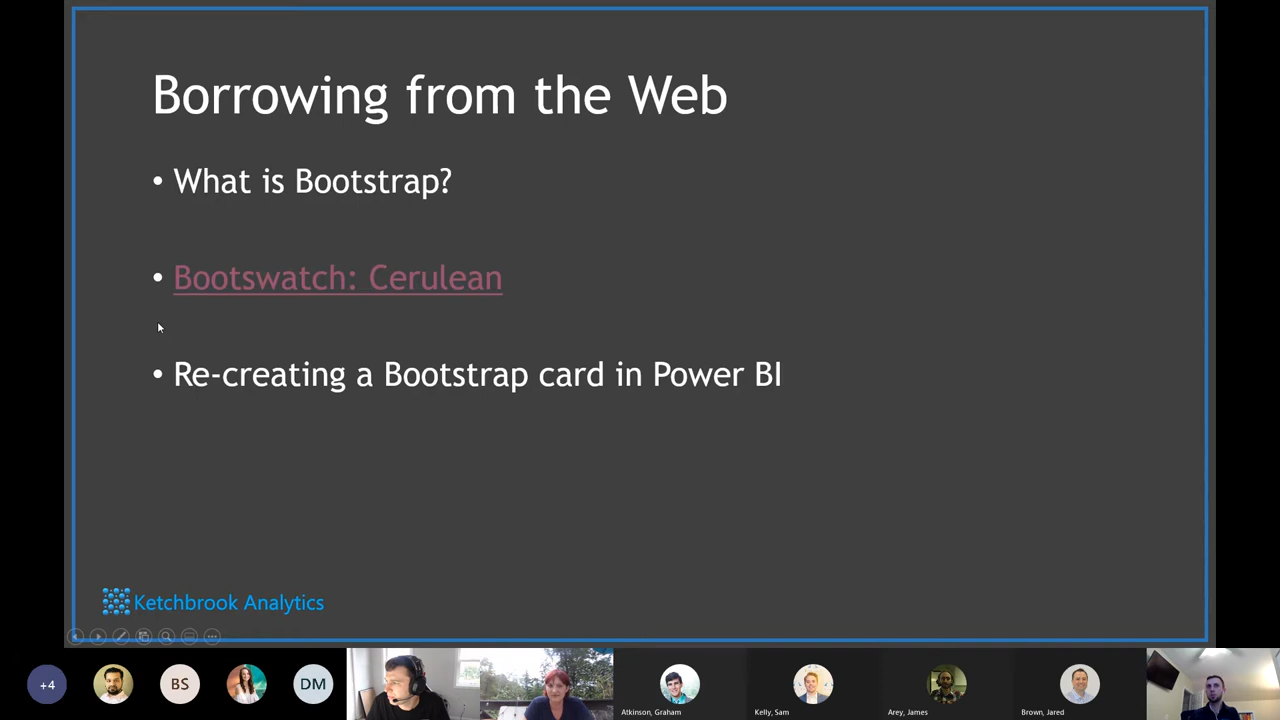 Borrowing from the Web
• What is Bootstrap?
• Bootswatch: Cerulean
• Re-creating a Bootstrap card in Power BI
Ketchbrook Analytics
+4
BS
DM
Atkinson, Graham
Kelly, Sam
Arey, James
Brown, Jared